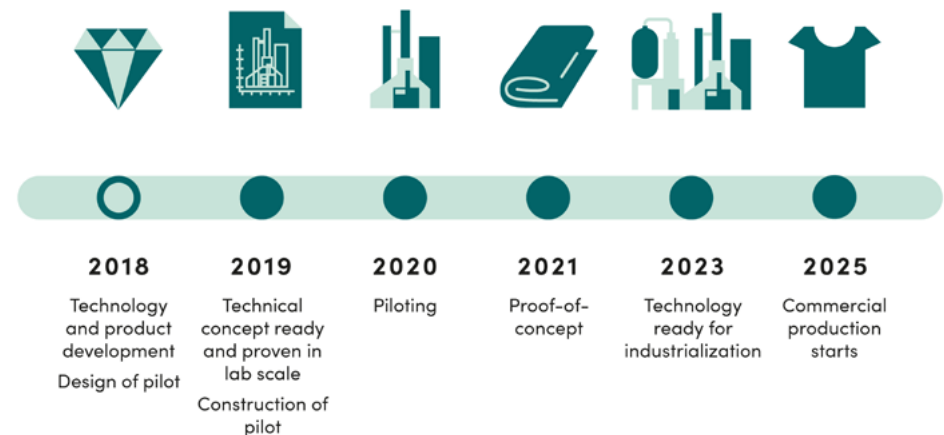 2018
Technology
and product
development
Design of pilot
2019
Technical
concept ready
and proven in
lab scale
Construction of
pilot
2020
Piloting
2021
Proof-of-
concept
2023
Technology
ready for
industrialization
2025
Commercial
production
starts